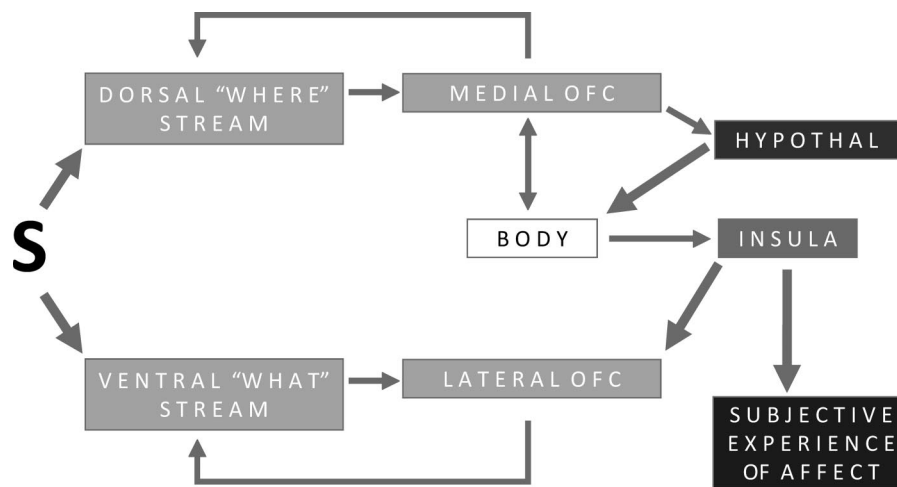 DORSAL “WHERE”
STREAM
MEDIAL OFC
HYPOTHAL
S
BODY
INSULA
VENTRAL “WHAT”
STREAM
LATERAL OFC
SUBJECTIVE
EXPERIENCE
OF AFFECT